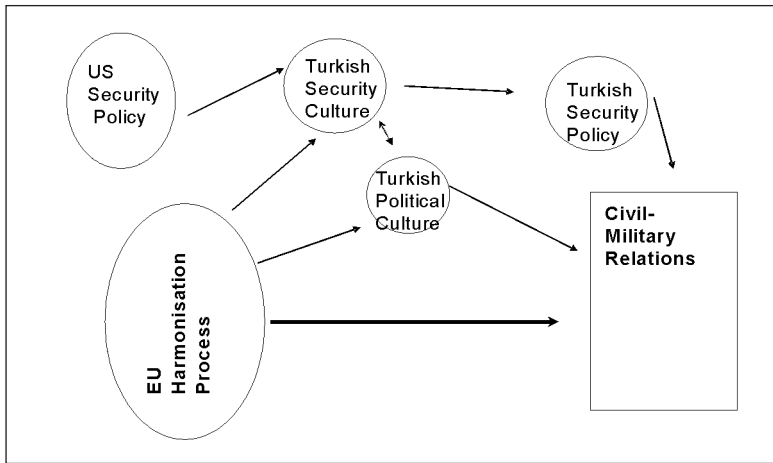 US
Security
Policy
Turkish
Security
Culture
Turkish
Security
Policy
Turkish
Political
Culture
Civil-
Military
Relations
EU
Harmonisation
Process